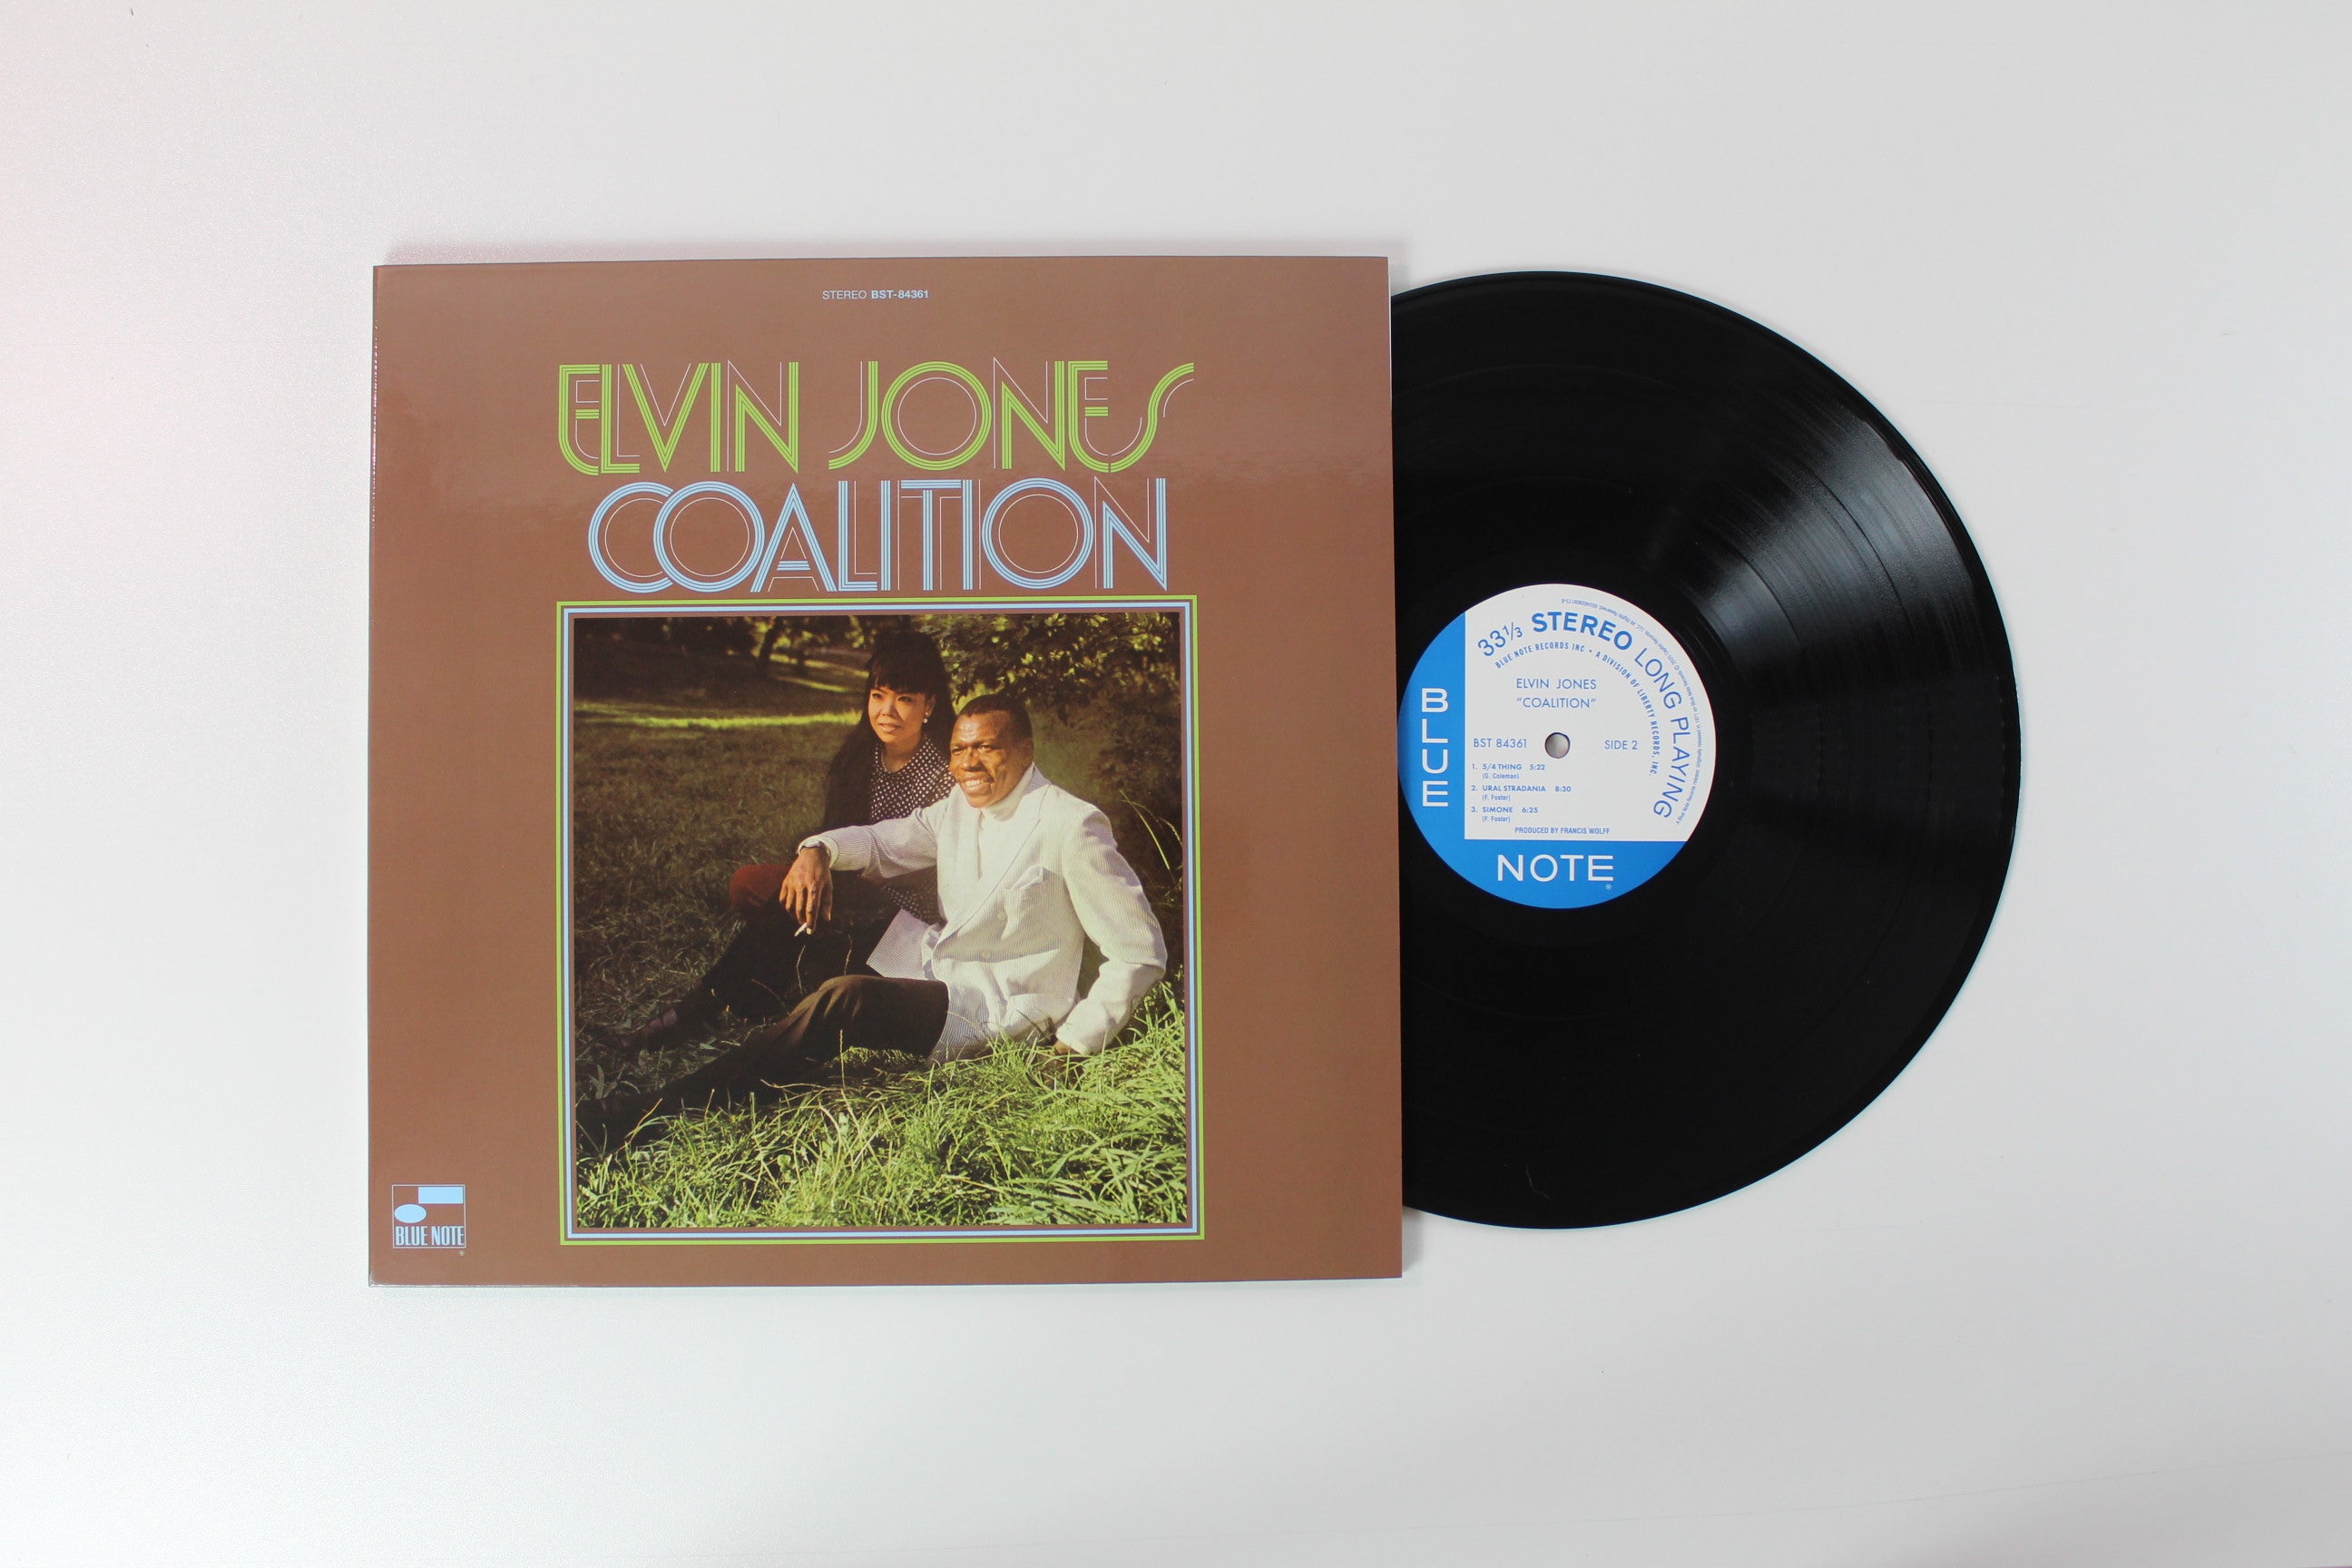 STEREO BST-84361
ELVIN JONES
COALITION
BLUE NOTE
®
33 1/3 STEREO LONG PLAYING
BLUE NOTE RECORDS INC • A DIVISION OF LIBERTY RECORDS, INC.
ELVIN JONES
"COALITION"
BST 84361 SIDE 2
1. 5/4 THING 5:22
(G. Coleman)
2. URAL STRADANIA 8:30
(F. Foster)
3. SIMONE 6:25
(F. Foster)
PRODUCED BY FRANCIS WOLFF
BLUE
NOTE
®